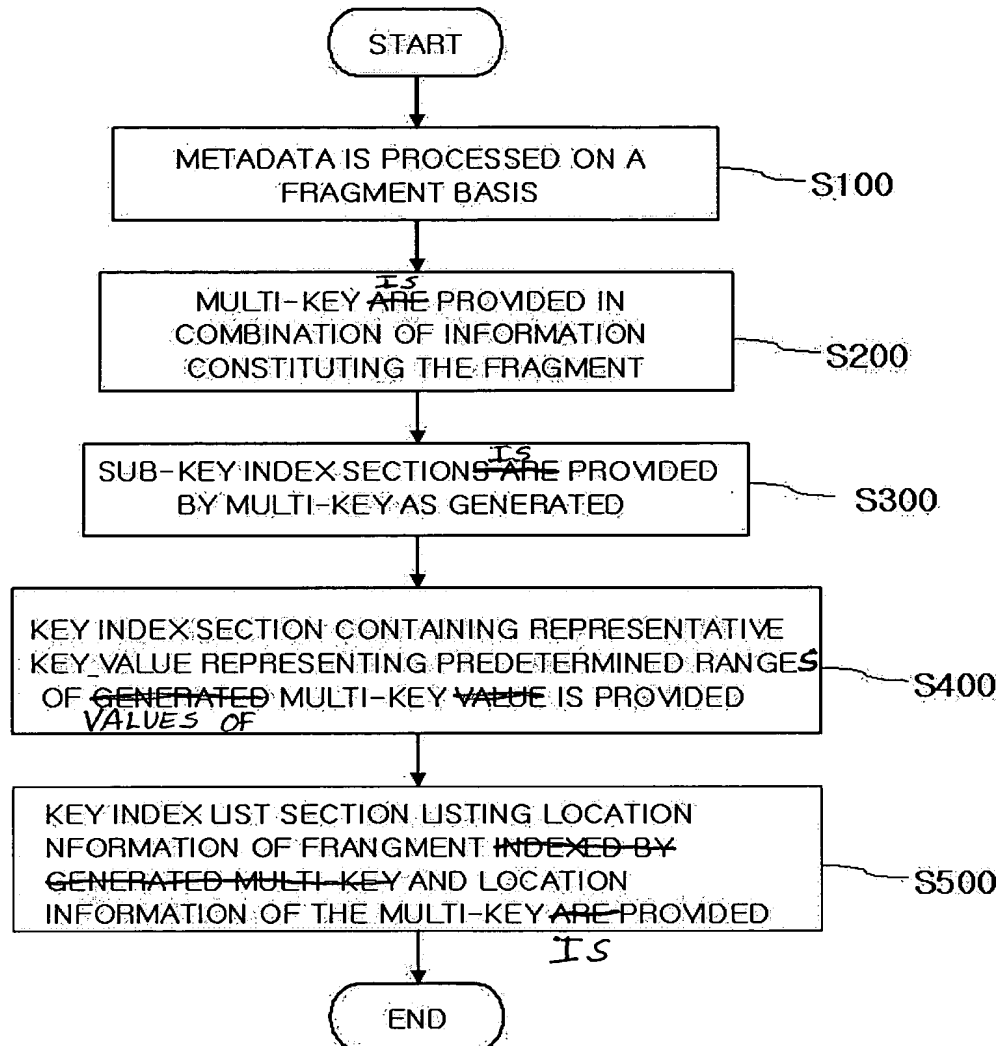 START
METADATA IS PROCESSED ON A
FRAGMENT BASIS
S100
IS
MULTI-KEY ARE PROVIDED IN
COMBINATION OF INFORMATION
CONSTITUTING THE FRAGMENT
S200
IS
SUB-KEY INDEX SECTIONS ARE PROVIDED
BY MULTI-KEY AS GENERATED
S300
KEY INDEX SECTION CONTAINING REPRESENTATIVE
KEY_VALUE REPRESENTING PREDETERMINED RANGES
OF GENERATED MULTI-KEY VALUE IS PROVIDED
VALUES OF
S400
KEY INDEX LIST SECTION LISTING LOCATION
NFORMATION OF FRANGMENT INDEXED BY
GENERATED MULTI-KEY AND LOCATION
INFORMATION OF THE MULTI-KEY ARE PROVIDED
IS
S500
END